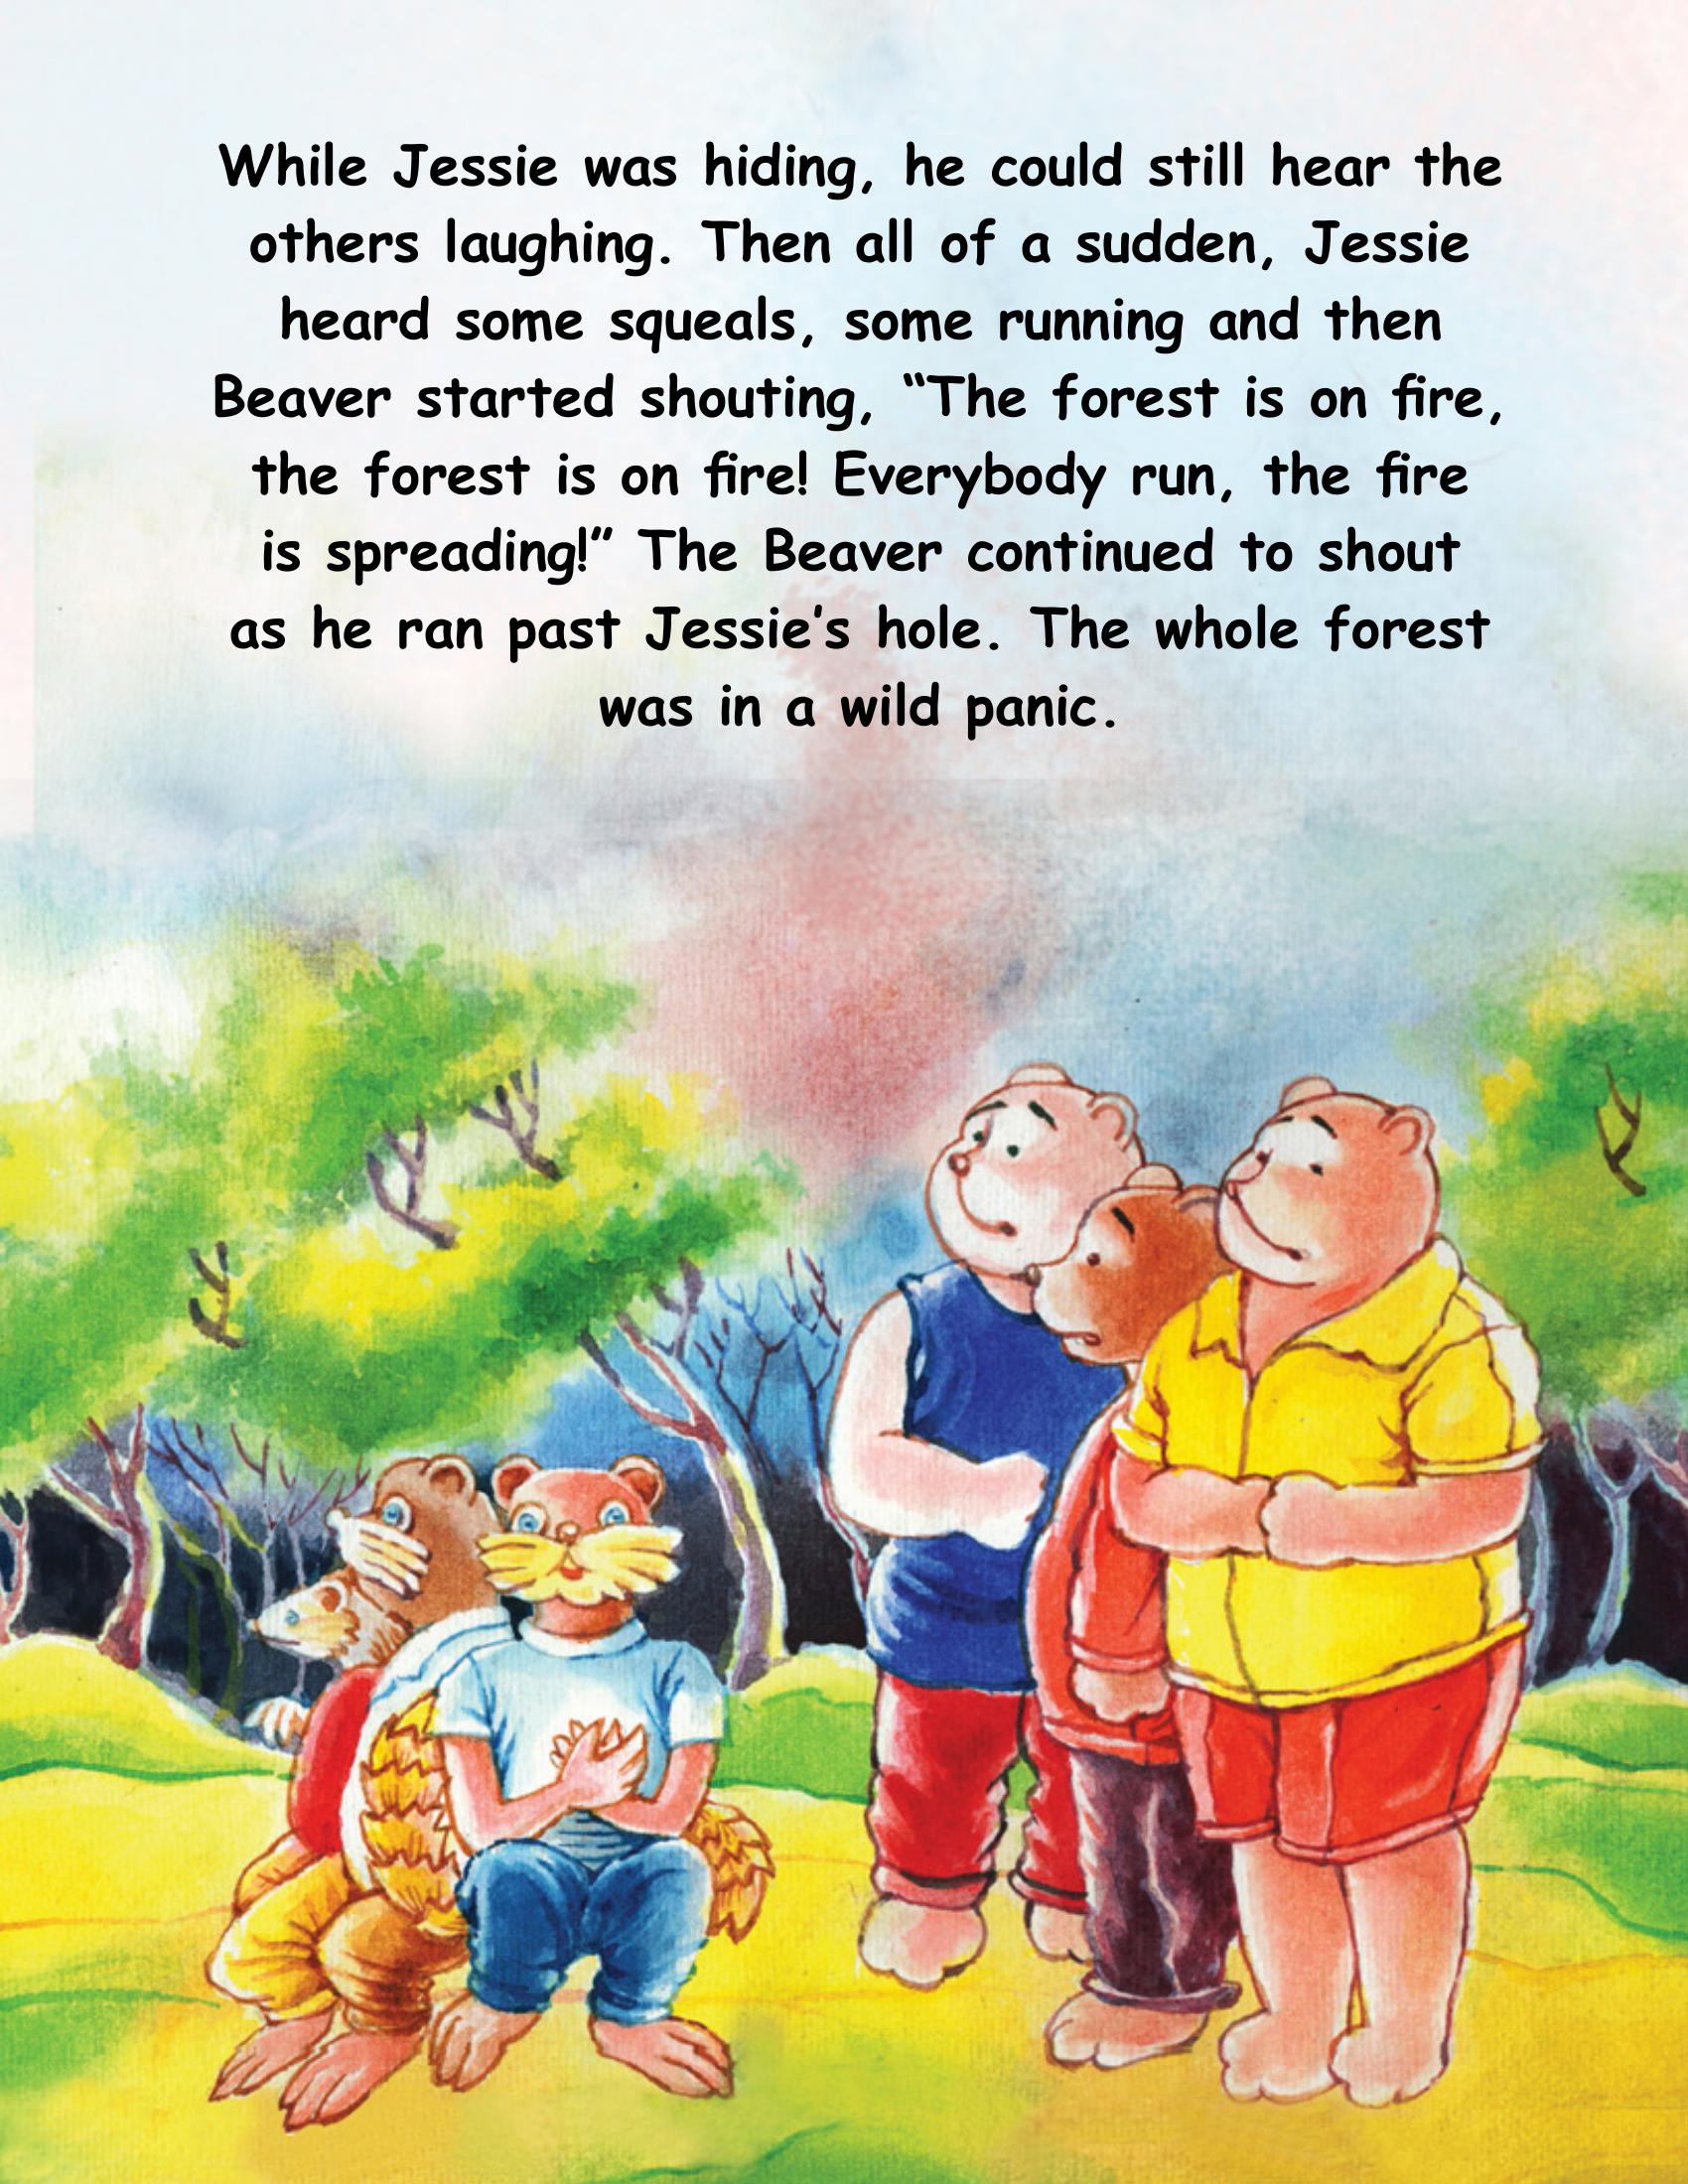 While Jessie was hiding, he could still hear the
others laughing. Then all of a sudden, Jessie
heard some squeals, some running and then
Beaver started shouting, “The forest is on fire,
the forest is on fire! Everybody run, the fire
is spreading!” The Beaver continued to shout
as he ran past Jessie’s hole. The whole forest
was in a wild panic.